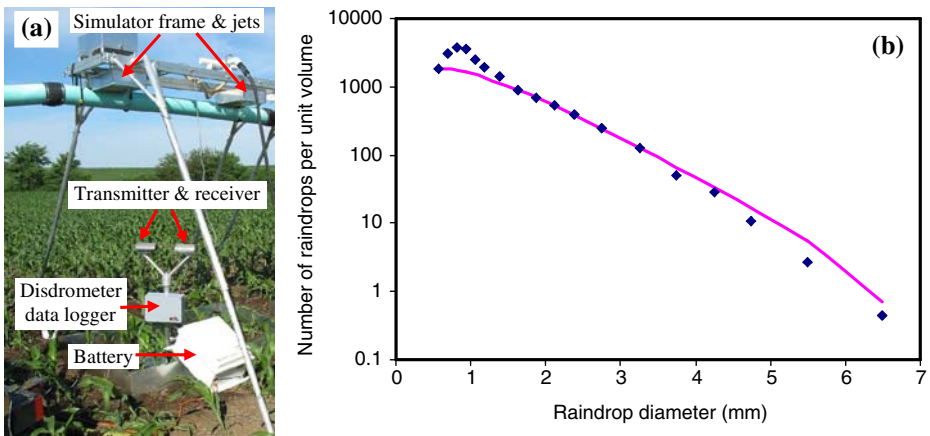 (a)
Simulator frame & jets
Transmitter & receiver
Disdrometer
data logger
Battery
(b)
Number of raindrops per unit volume
10000
1000
100
10
1
0.1
0 1 2 3 4 5 6 7
Raindrop diameter (mm)